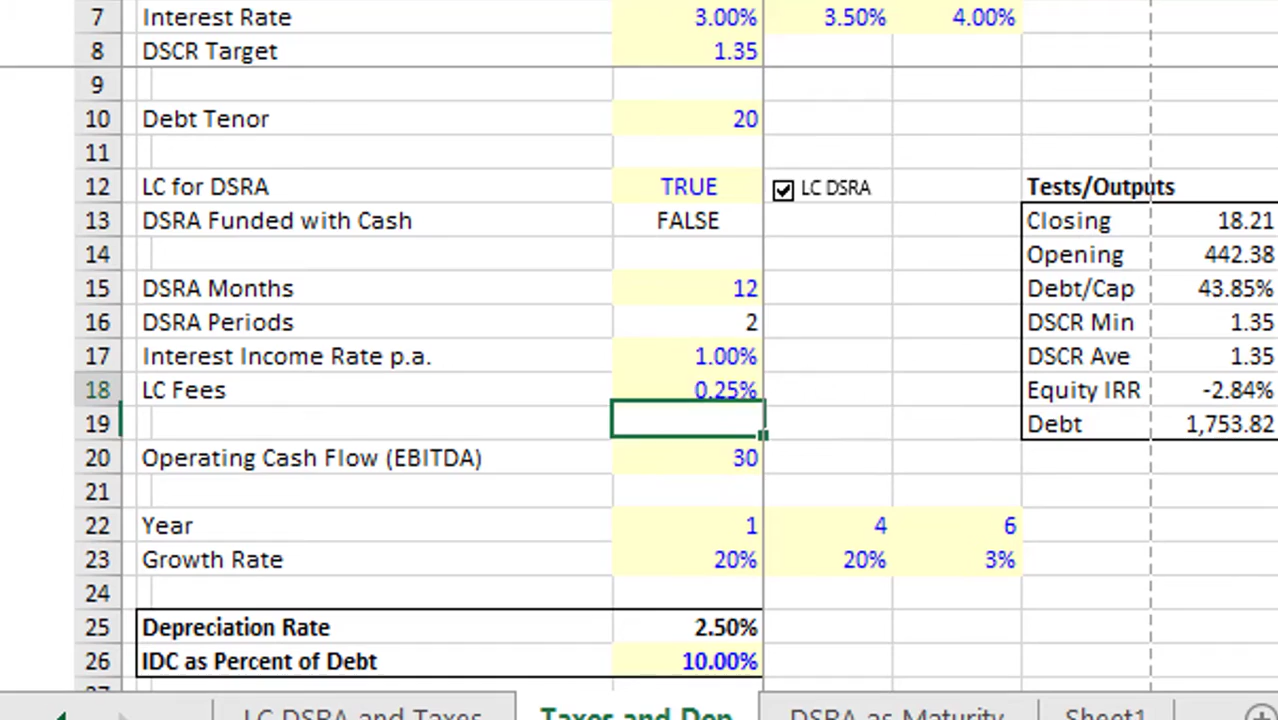 7 Interest Rate 3.00% 3.50% 4.00%
8 DSCR Target 1.35
9
10 Debt Tenor 20
11
12 LC for DSRA TRUE LC DSRA Tests/Outputs
13 DSRA Funded with Cash FALSE Closing 18.21
14 Opening 442.38
15 DSRA Months 12 Debt/Cap 43.85%
16 DSRA Periods 2 DSCR Min 1.35
17 Interest Income Rate p.a. 1.00% DSCR Ave 1.35
18 LC Fees 0.25% Equity IRR -2.84%
19 Debt 1,753.82
20 Operating Cash Flow (EBITDA) 30
21
22 Year 1 4 6
23 Growth Rate 20% 20% 3%
24
25 Depreciation Rate 2.50%
26 IDC as Percent of Debt 10.00%
27
LC DSRA and Taxes Taxes and Dep DSRA as Maturity Sheet1